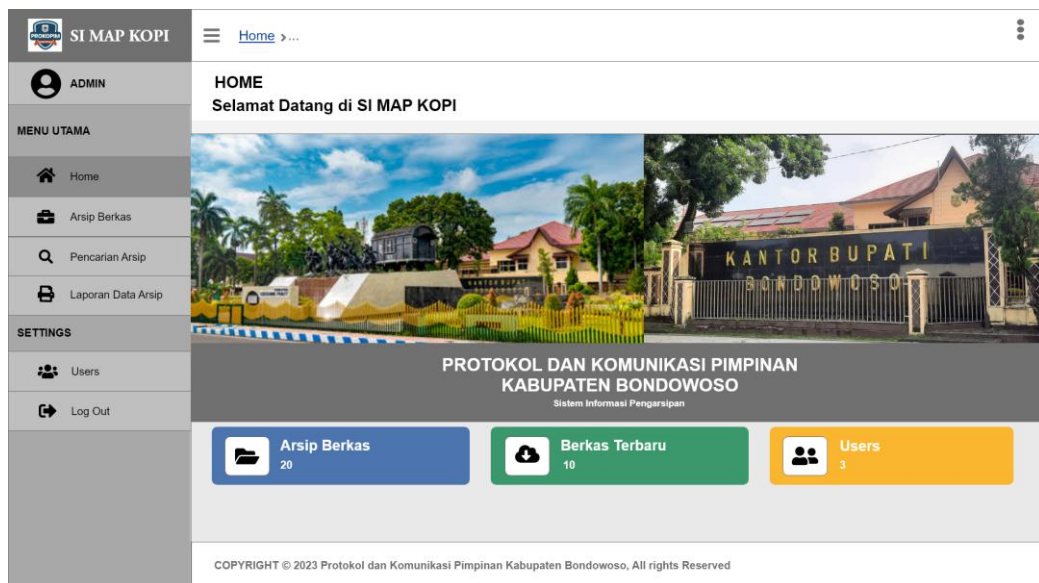 PROKOPIM
SI MAP KOPI
Home >...
ADMIN
HOME
Selamat Datang di SI MAP KOPI
MENU UTAMA
Home
Arsip Berkas
Pencarian Arsip
Laporan Data Arsip
SETTINGS
Users
Log Out
KANTOR BUPATI
BONDOWOSO
PROTOKOL DAN KOMUNIKASI PIMPINAN
KABUPATEN BONDOWOSO
Sistem Informasi Pengarsipan
Arsip Berkas
20
Berkas Terbaru
10
Users
3
COPYRIGHT © 2023 Protokol dan Komunikasi Pimpinan Kabupaten Bondowoso, All rights Reserved